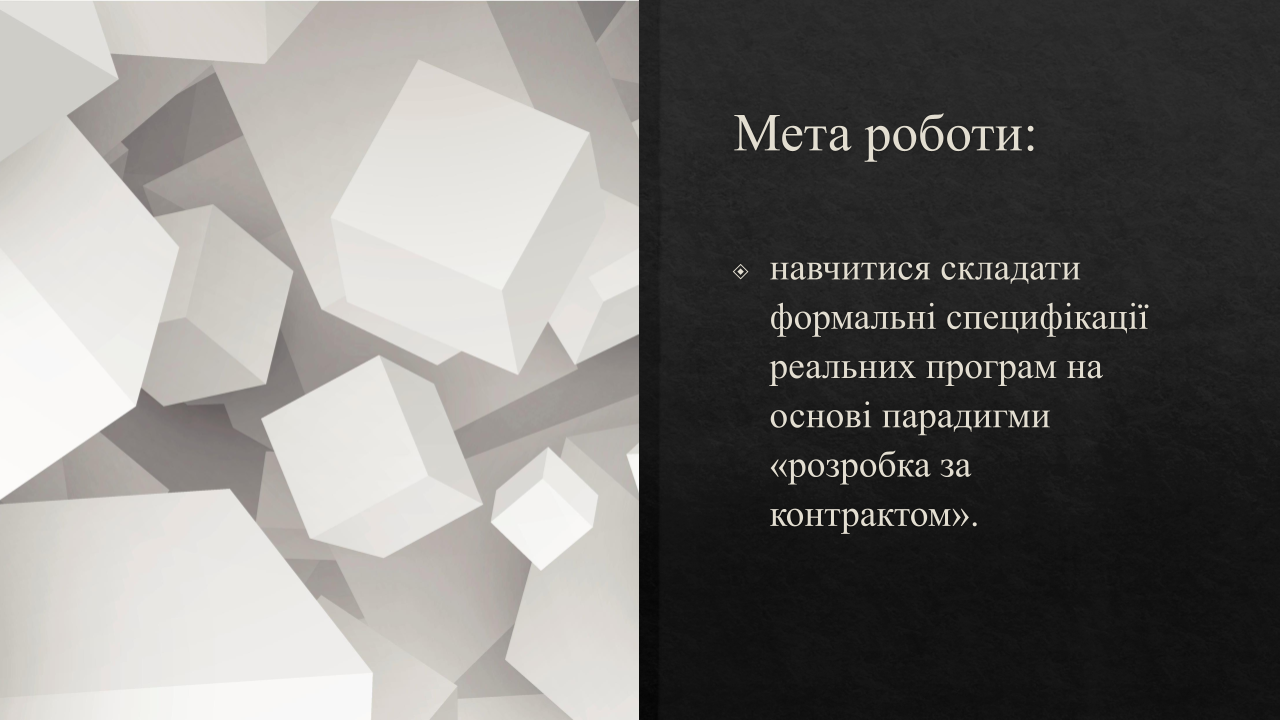 Мета роботи:
навчитися складати
формальні специфікації
реальних програм на
основі парадигми
«розробка за
контрактом».